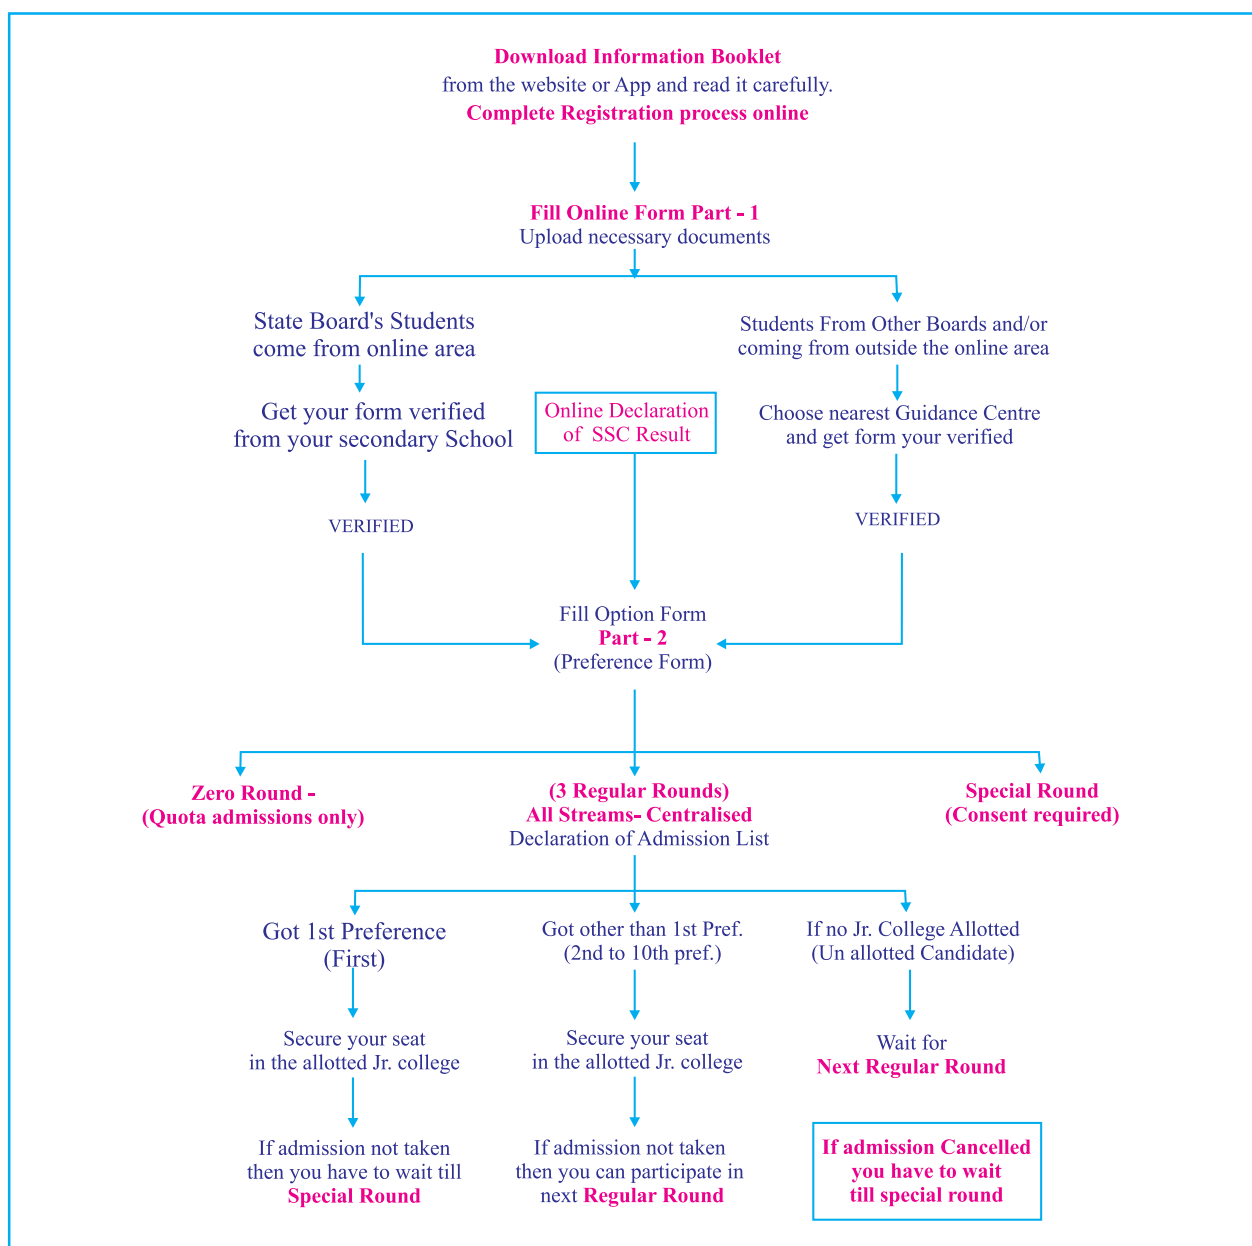 Download Information Booklet
from the website or App and read it carefully.
Complete Registration process online
Fill Online Form Part - 1
Upload necessary documents
State Board's Students
come from online area
Students From Other Boards and/or
coming from outside the online area
Get your form verified
from your secondary School
Online Declaration
of SSC Result
Choose nearest Guidance Centre
and get form your verified
VERIFIED
VERIFIED
Fill Option Form
Part - 2
(Preference Form)
Zero Round -
(Quota admissions only)
(3 Regular Rounds)
All Streams- Centralised
Declaration of Admission List
Special Round
(Consent required)
Got 1st Preference
(First)
Got other than 1st Pref.
(2nd to 10th pref.)
If no Jr. College Allotted
(Un allotted Candidate)
Secure your seat
in the allotted Jr. college
Secure your seat
in the allotted Jr. college
Wait for
Next Regular Round
If admission not taken
then you have to wait till
Special Round
If admission not taken
then you can participate in
next Regular Round
If admission Cancelled
you have to wait
till special round